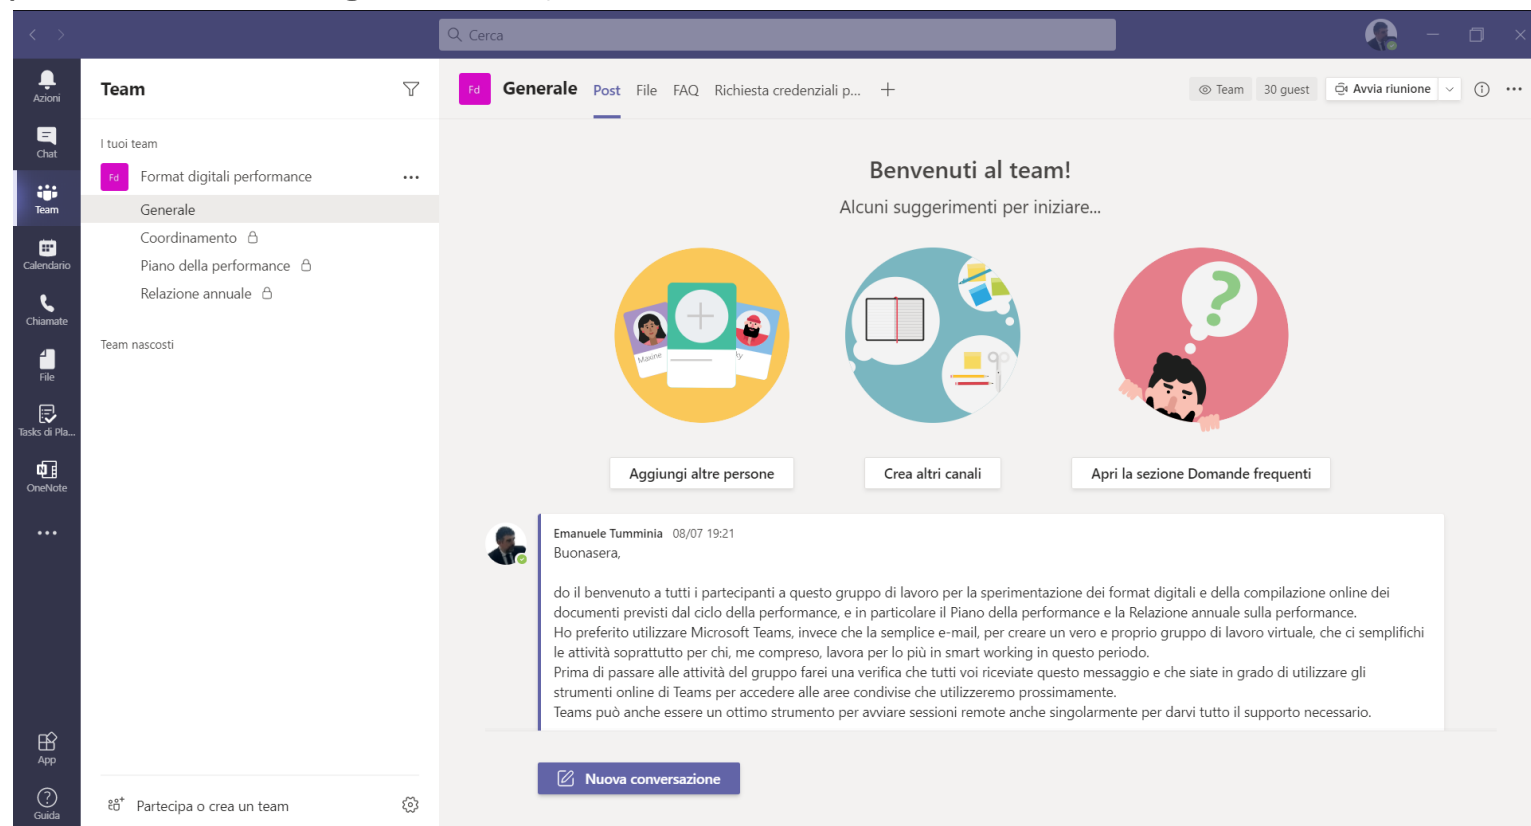 Cerca
Azioni
Chat
Team
Calendario
Chiamate
File
Tasks di Pla...
OneNote
App
Guida
Team
I tuoi team
Fd Format digitali performance
Generale
Coordinamento
Piano della performance
Relazione annuale
Team nascosti
Partecipa o crea un team
Fd Generale Post File FAQ Richiesta credenziali p...
Team 30 guest Avvia riunione
Benvenuti al team!
Alcuni suggerimenti per iniziare...
Maxine
Aggiungi altre persone
Crea altri canali
Apri la sezione Domande frequenti
Emanuele Tumminia 08/07 19:21
Buonasera,
do il benvenuto a tutti i partecipanti a questo gruppo di lavoro per la sperimentazione dei format digitali e della compilazione online dei
documenti previsti dal ciclo della performance, e in particolare il Piano della performance e la Relazione annuale sulla performance.
Ho preferito utilizzare Microsoft Teams, invece che la semplice e-mail, per creare un vero e proprio gruppo di lavoro virtuale, che ci semplifichi
le attività soprattutto per chi, me compreso, lavora per lo più in smart working in questo periodo.
Prima di passare alle attività del gruppo farei una verifica che tutti voi riceviate questo messaggio e che siate in grado di utilizzare gli
strumenti online di Teams per accedere alle aree condivise che utilizzeremo prossimamente.
Teams può anche essere un ottimo strumento per avviare sessioni remote anche singolarmente per darvi tutto il supporto necessario.
Nuova conversazione